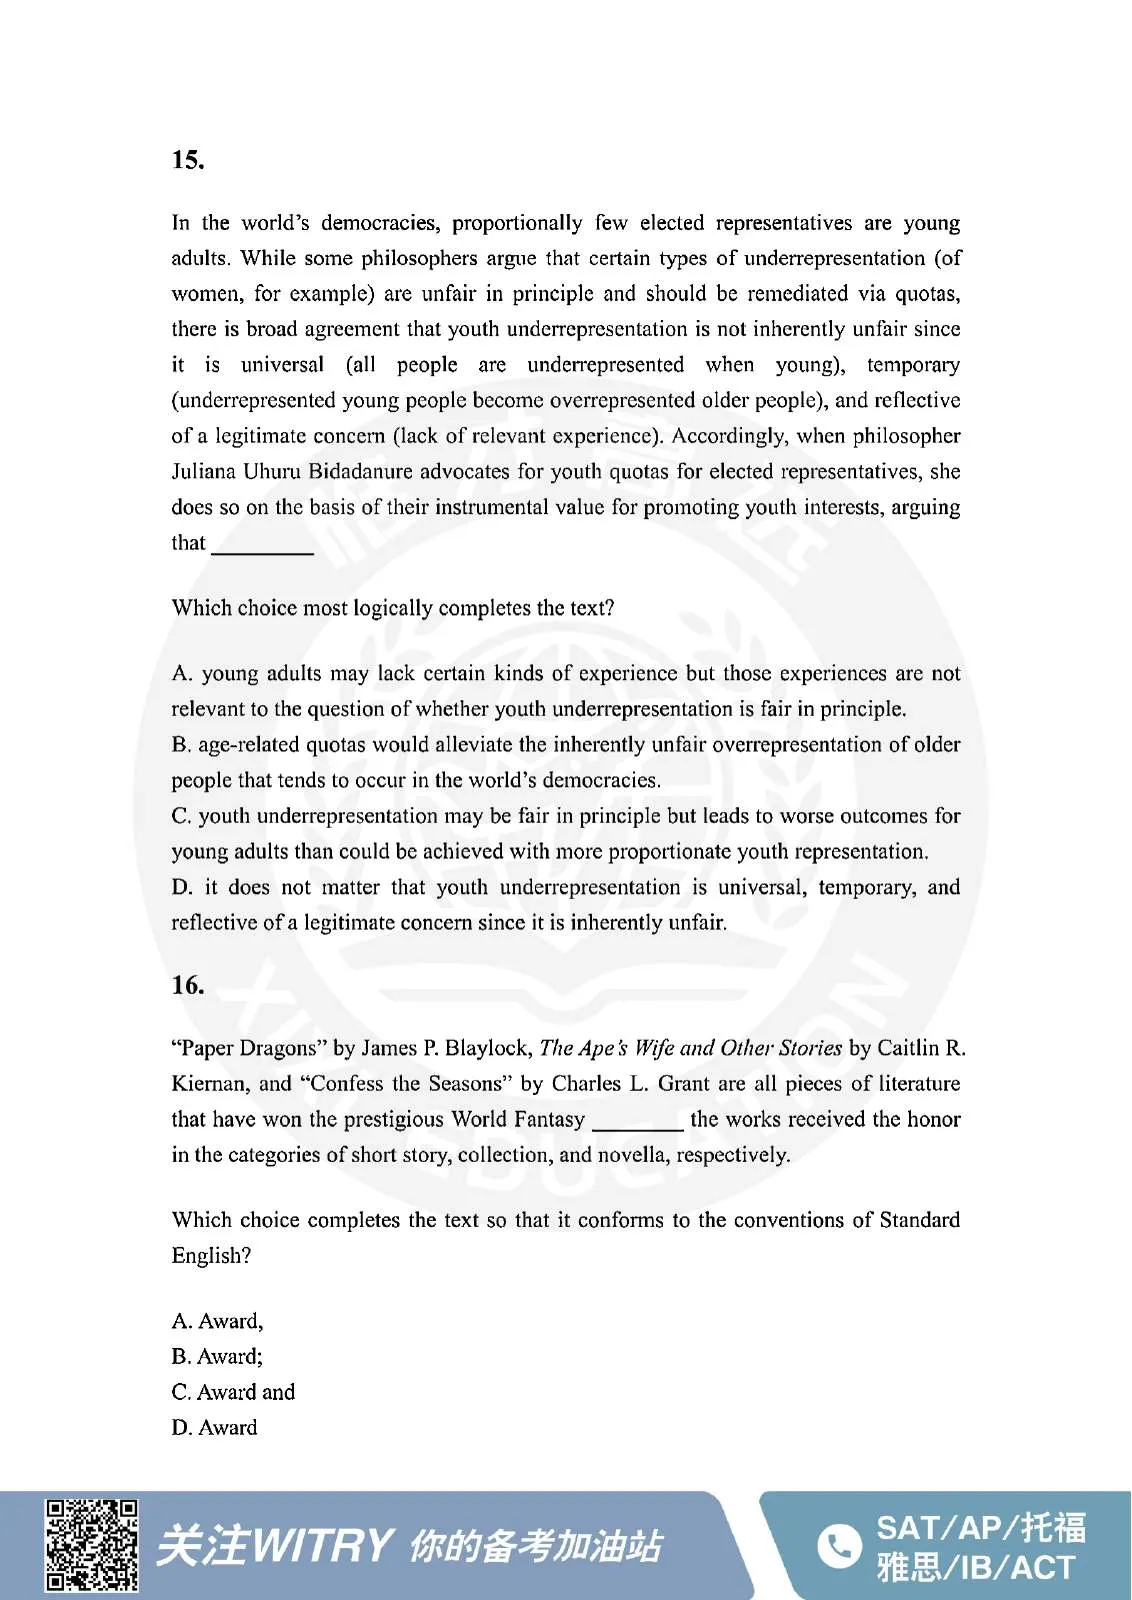 15.
In the world's democracies, proportionally few elected representatives are young
adults. While some philosophers argue that certain types of underrepresentation (of
women, for example) are unfair in principle and should be remediated via quotas,
there is broad agreement that youth underrepresentation is not inherently unfair since
it is universal (all people are underrepresented when young), temporary
(underrepresented young people become overrepresented older people), and reflective
of a legitimate concern (lack of relevant experience). Accordingly, when philosopher
Juliana Uhuru Bidadanure advocates for youth quotas for elected representatives, she
does so on the basis of their instrumental value for promoting youth interests, arguing
that ________
Which choice most logically completes the text?
A. young adults may lack certain kinds of experience but those experiences are not
relevant to the question of whether youth underrepresentation is fair in principle.
B. age-related quotas would alleviate the inherently unfair overrepresentation of older
people that tends to occur in the world's democracies.
C. youth underrepresentation may be fair in principle but leads to worse outcomes for
young adults than could be achieved with more proportionate youth representation.
D. it does not matter that youth underrepresentation is universal, temporary, and
reflective of a legitimate concern since it is inherently unfair.
16.
“Paper Dragons” by James P. Blaylock, The Ape's Wife and Other Stories by Caitlin R.
Kiernan, and “Confess the Seasons” by Charles L. Grant are all pieces of literature
that have won the prestigious World Fantasy ________ the works received the honor
in the categories of short story, collection, and novella, respectively.
Which choice completes the text so that it conforms to the conventions of Standard
English?
A. Award,
B. Award;
C. Award and
D. Award
EDUCATION
关注WITRY 你的备考加油站
SAT/AP/托福
雅思/IB/ACT